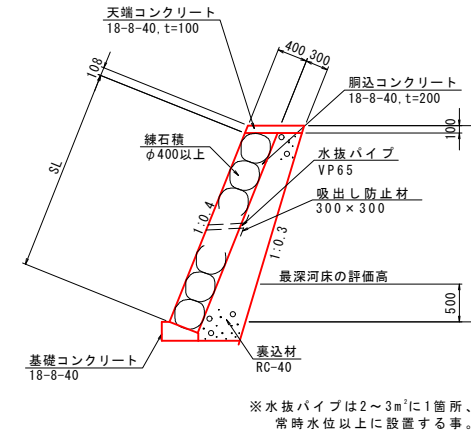 天端コンクリート
18-8-40, t=100
400
300
108
胴込コンクリート
18-8-40, t=200
100
練石積
φ400以上
水抜パイプ
VP65
SL
吸出し防止材
300×300
1:0.4
1:0.3
最深河床の評価高
500
基礎コンクリート
18-8-40
裏込材
RC-40
※水抜パイプは2～3m²に1箇所、
常時水位以上に設置する事。